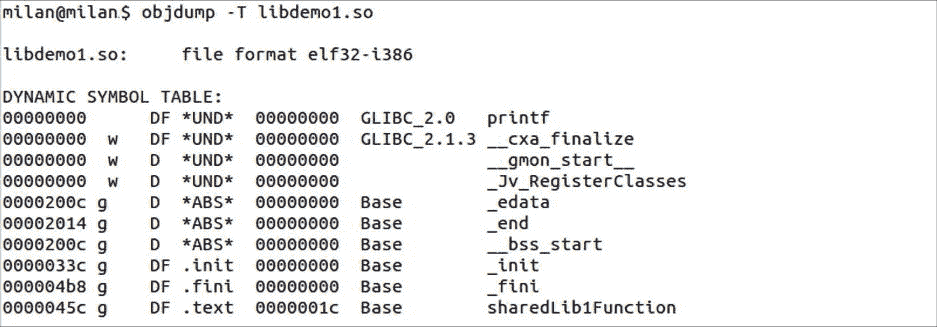 milan@milan$ objdump -T libdemo1.so
libdemo1.so:     file format elf32-i386
DYNAMIC SYMBOL TABLE:
00000000      DF *UND*  00000000  GLIBC_2.0   printf
00000000  w   DF *UND*  00000000  GLIBC_2.1.3 __cxa_finalize
00000000  w   D  *UND*  00000000              __gmon_start__
00000000  w   D  *UND*  00000000              _Jv_RegisterClasses
0000200c g    D  *ABS*  00000000  Base        _edata
00002014 g    D  *ABS*  00000000  Base        _end
0000200c g    D  *ABS*  00000000  Base        __bss_start
0000033c g    DF .init  00000000  Base        _init
000004b8 g    DF .fini  00000000  Base        _fini
0000045c g    DF .text  0000001c  Base        sharedLib1Function